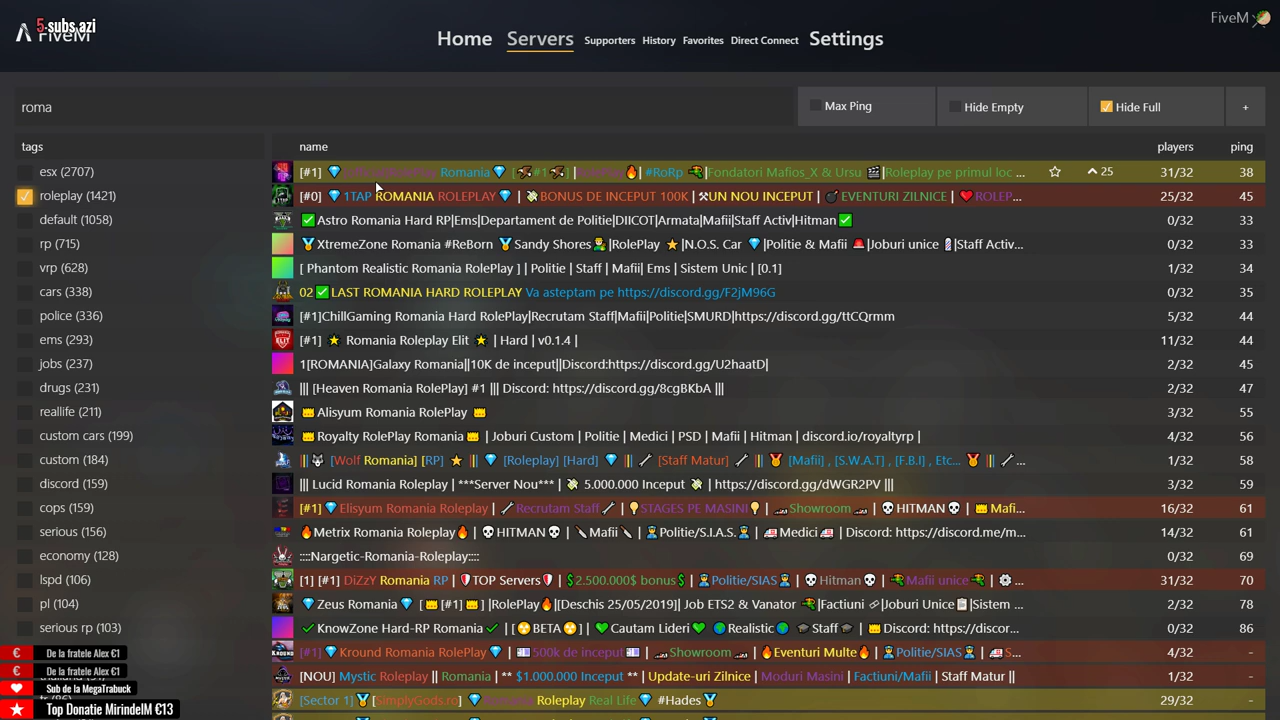 5 subs azi
FiveM
Home Servers Supporters History Favorites Direct Connect Settings
FiveM
roma
Max Ping
Hide Empty
Hide Full
+
tags
name
players
ping
esx (2707)
roleplay (1421)
default (1058)
rp (715)
vrp (628)
cars (338)
police (336)
ems (293)
jobs (237)
drugs (231)
reallife (211)
custom cars (199)
custom (184)
discord (159)
cops (159)
serious (156)
economy (128)
lspd (106)
pl (104)
serious rp (103)
[#1] 💎 Romania💎 [ #1 ] | 🔥| #RoRp |Fondatori Mafios_X & Ursu 🎬|Roleplay pe primul loc ... 25 31/32 38
[#0] 💎 1TAP ROMANIA ROLEPLAY 💎 | 💸BONUS DE INCEPUT 100K | ⚒UN NOU INCEPUT | 💣 EVENTURI ZILNICE | ❤ROLEP... 25/32 45
✅Astro Romania Hard RP|Ems|Departament de Politie|DIICOT|Armata|Mafii|Staff Activ|Hitman✅ 0/32 33
🏅XtremeZone Romania #ReBorn 🏅Sandy Shores |RolePlay ⭐|N.O.S. Car 💎|Politie & Mafii 🚨|Joburi unice |Staff Activ... 0/32 33
[ Phantom Realistic Romania RolePlay ] | Politie | Staff | Mafii| Ems | Sistem Unic | [0.1] 1/32 34
02 ✅LAST ROMANIA HARD ROLEPLAY Va asteptam pe https://discord.gg/F2jM96G 0/32 35
[#1]ChillGaming Romania Hard RolePlay|Recrutam Staff|Mafii|Politie|SMURD|https://discord.gg/ttCQrmm 5/32 44
[#1] ⭐ Romania Roleplay Elit ⭐ | Hard | v0.1.4 | 11/32 44
1[ROMANIA]Galaxy Romania||10K de inceput||Discord:https://discord.gg/U2haatD| 2/32 45
||| [Heaven Romania RolePlay] #1 ||| Discord: https://discord.gg/8cgBKbA ||| 2/32 47
👑Alisyum Romania RolePlay 👑 3/32 55
👑Royalty RolePlay Romania👑 | Joburi Custom | Politie | Medici | PSD | Mafii | Hitman | discord.io/royaltyrp | 4/32 56
||| 🐺 [Wolf Romania] [RP] ⭐ ||| 💎 [Roleplay] [Hard] 💎 ||| 🔧 [Staff Matur] 🔧 ||| 🏅 [Mafii] , [S.W.A.T] , [F.B.I] , Etc... 🏅 ||| 🔧... 1/32 58
||| Lucid Romania Roleplay | ***Server Nou*** | 💸 5.000.000 Inceput 💸 | https://discord.gg/dWGR2PV ||| 3/32 59
[#1] 💎Elisyum Romania Roleplay | 🔧Recrutam Staff🔧 | 💡STAGES PE MASINI💡 | Showroom | 💀HITMAN💀 | 👑Mafi... 16/32 61
🔥Metrix Romania Roleplay🔥 | 💀HITMAN💀 | 🔪Mafii🔪 | 👮Politie/S.I.A.S.👮 | 🚑Medici🚑 | Discord: https://discord.me/m... 14/32 61
::::Nargetic-Romania-Roleplay:::: 0/32 69
[1] [#1] DiZzY Romania RP | 🛡TOP Servers🛡 | $2.500.000$ bonus$ | 👮Politie/SIAS👮 | 💀Hitman💀 | 🔫Mafii unice🔫 | ⚙... 31/32 70
💎Zeus Romania💎 [👑[#1]👑] |RolePlay🔥|[Deschis 25/05/2019]| Job ETS2 & Vanator 🔫|Factiuni |Joburi Unice📋|Sistem ... 2/32 78
✔KnowZone Hard-RP Romania✔ | [☢BETA☢] | 💚Cautam Lideri💚 🌍Realistic🌍 🎓Staff🎓 | 👑Discord: https://discor... 0/32 86
[#1] Kround Romania RolePlay💎 | 💵500k de inceput💵 | Showroom | 🔥Eventuri Multe🔥 | 👮Politie/SIAS👮 | 🚑S... 4/32 -
[NOU] Mystic Roleplay || Romania | ** $1.000.000 Inceput ** | Update-uri Zilnice | Moduri Masini | Factiuni/Mafii | Staff Matur || 1/32 -
[Sector 1]🏅[SimplyGods.ro] 💎 Romania Roleplay Real Life💎 #Hades🏅 29/32 -
€ De la fratele Alex €1
€ De la fratele Alex €1
Sub de la MegaTrabuck
Top Donatie MirindelM €13